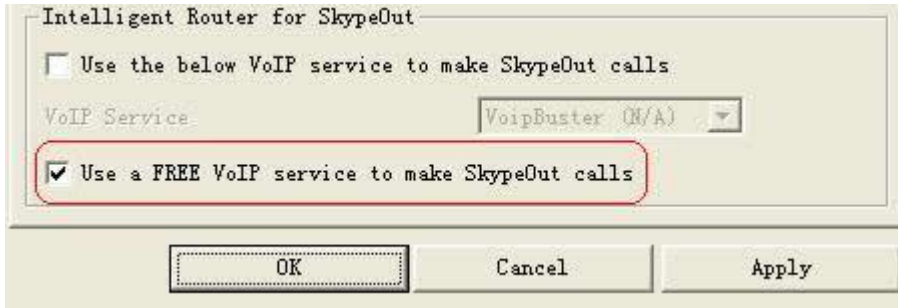 Intelligent Router for SkypeOut
Use the below VoIP service to make SkypeOut calls
VoIP Service VoipBuster (N/A)
Use a FREE VoIP service to make SkypeOut calls
OK Cancel Apply